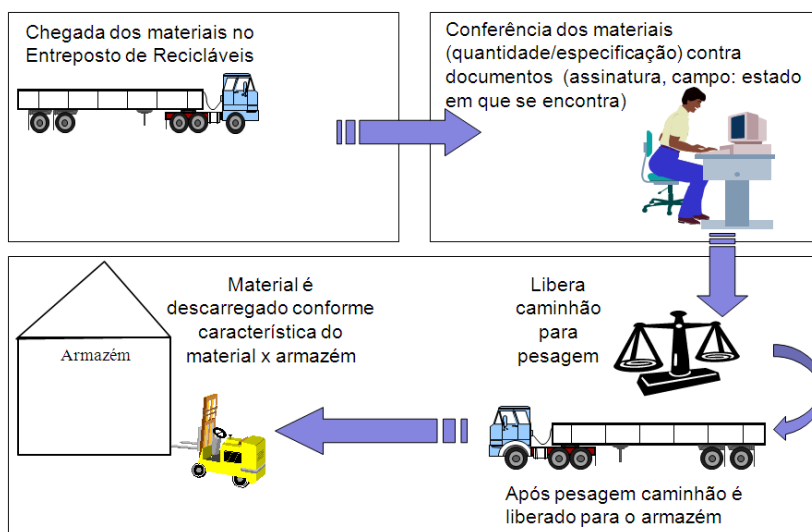 Chegada dos materiais no
Entreposto de Recicláveis
Conferência dos materiais
(quantidade/especificação) contra
documentos (assinatura, campo: estado
em que se encontra)
Libera
caminhão
para
pesagem
Após pesagem caminhão é
liberado para o armazém
Material é
descarregado conforme
característica do
material x armazém
Armazém